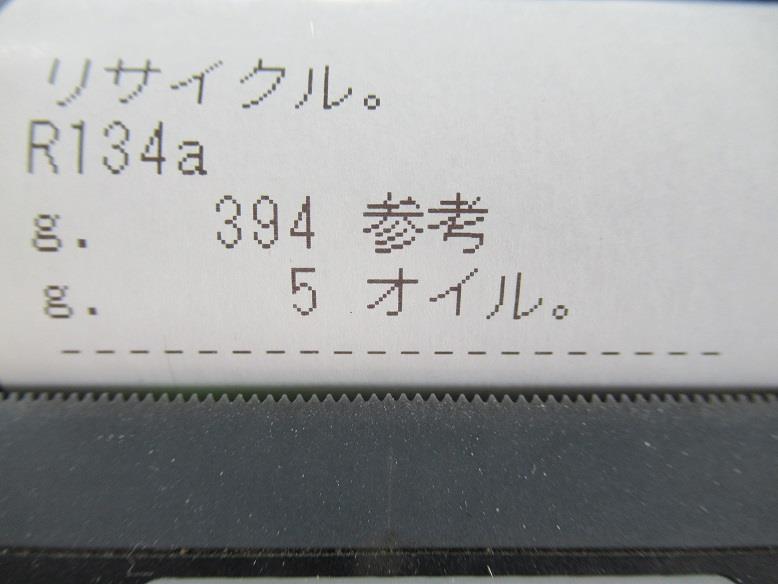 リサイクル。
R134a
g. 394 参考
g. 5 オイル。
--------------------